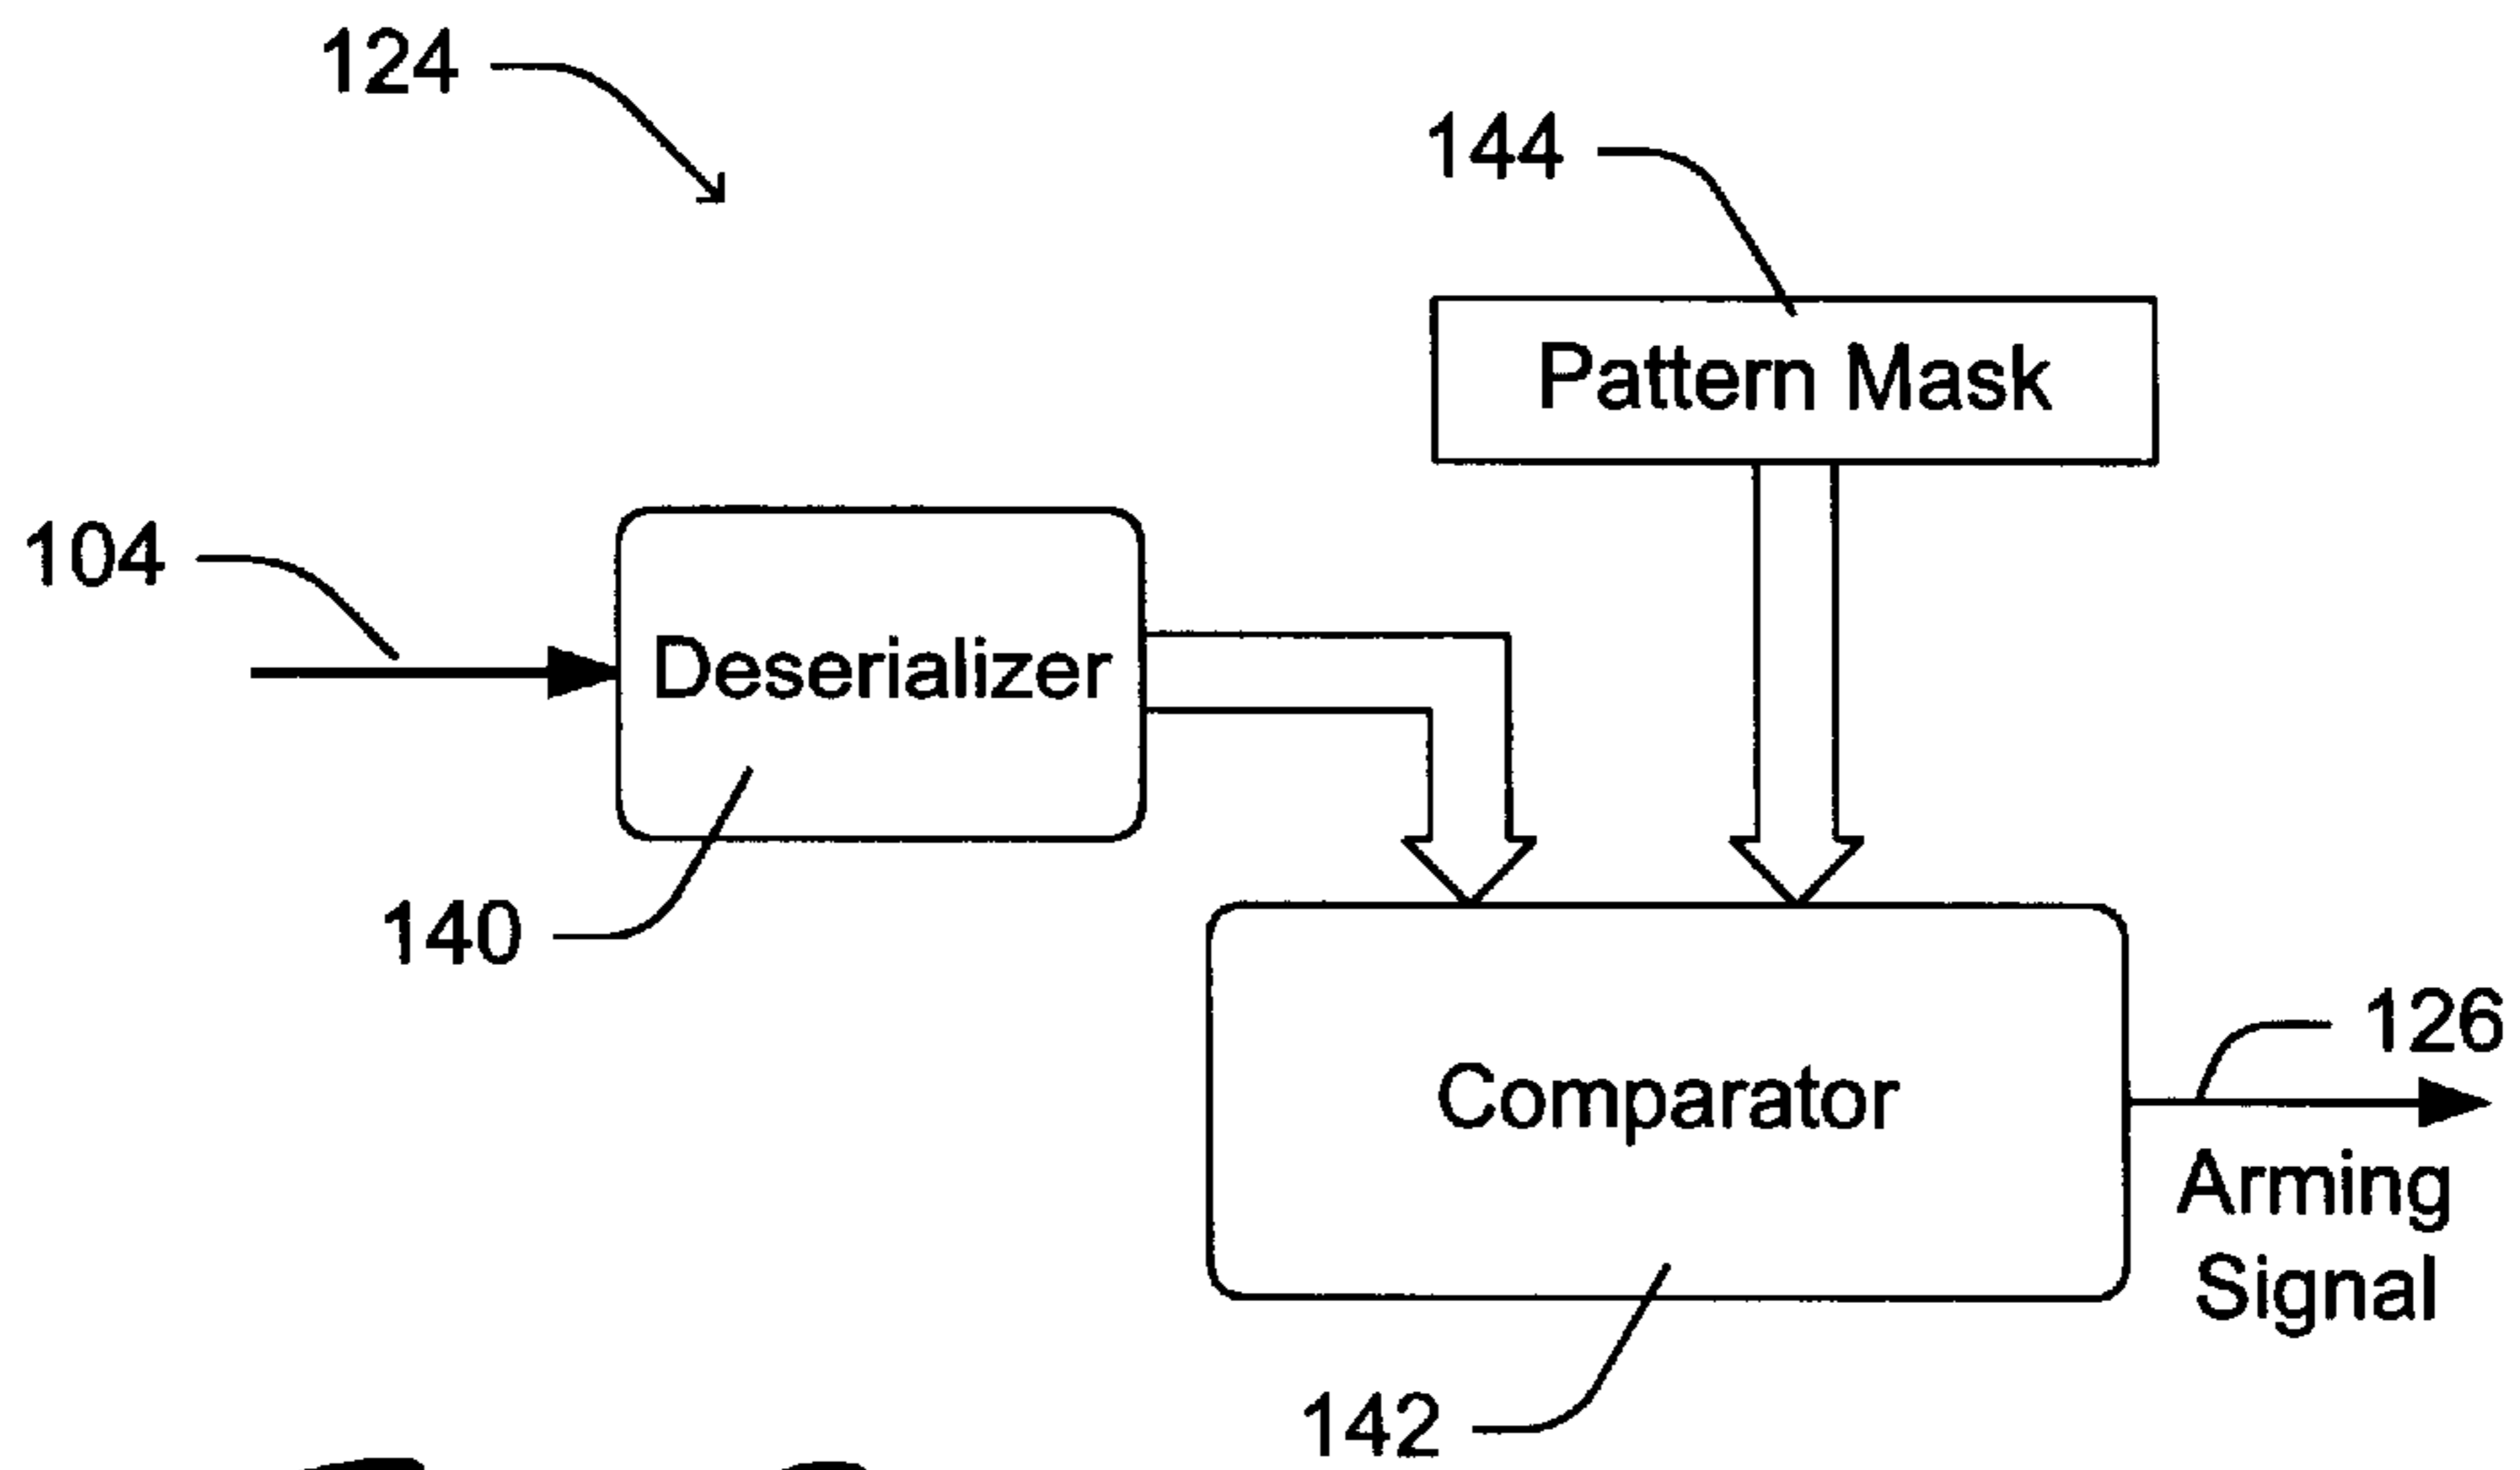 124
144
Pattern Mask
104
Deserializer
140
126
Comparator
Arming
Signal
142